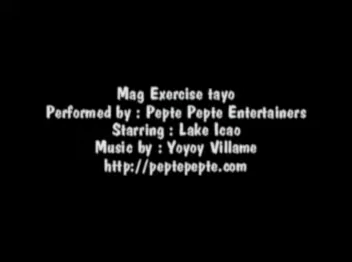 Mag Exercise tayo
Performed by : Pepte Pepte Entertainers
Starring : Lake Icao
Music by : Yoyoy Villame
http://peptepepte.com